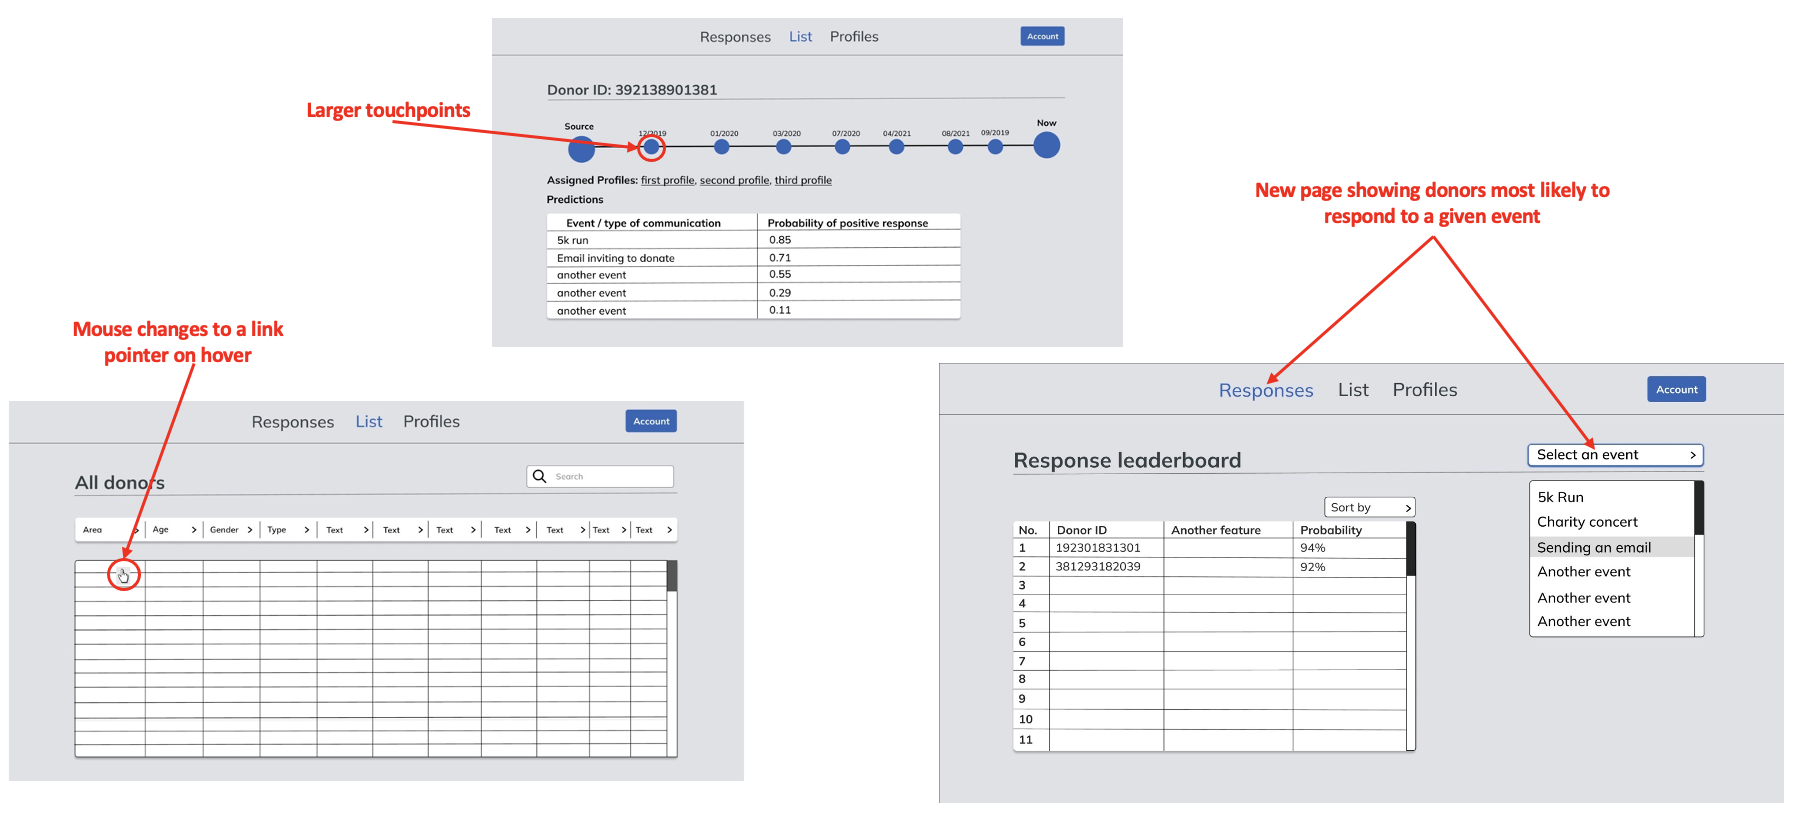 Responses List Profiles Account
Donor ID: 392138901381
Larger touchpoints
Source 12/2019 01/2020 03/2020 07/2020 04/2021 08/2021 09/2019 Now
Assigned Profiles: first profile, second profile, third profile
Predictions
Event / type of communication Probability of positive response
5k run 0.85
Email inviting to donate 0.71
another event 0.55
another event 0.29
another event 0.11
Mouse changes to a link
pointer on hover
Responses List Profiles Account
All donors Search
Area Age Gender Type Text Text Text Text Text Text Text
New page showing donors most likely to
respond to a given event
Responses List Profiles Account
Response leaderboard
Select an event
Sort by
No. Donor ID Another feature Probability
1 192301831301 94%
2 381293182039 92%
3
4
5
6
7
8
9
10
11
5k Run
Charity concert
Sending an email
Another event
Another event
Another event